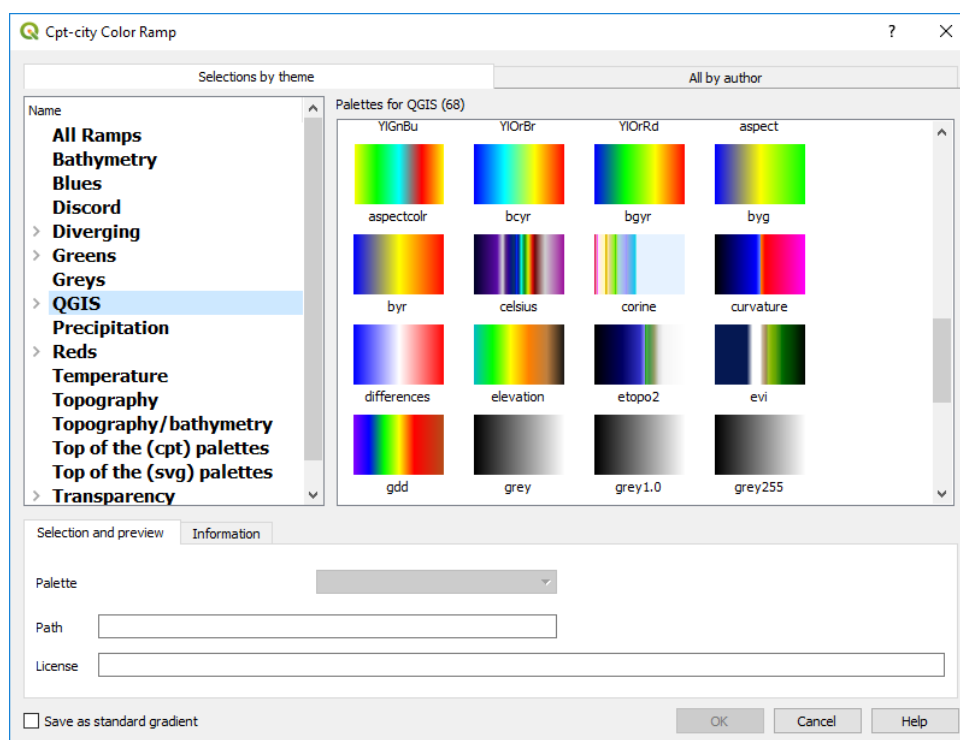 Cpt-city Color Ramp
?
Selections by theme
All by author
Name
All Ramps
Bathymetry
Blues
Discord
Diverging
Greens
Greys
QGIS
Precipitation
Reds
Temperature
Topography
Topography/bathymetry
Top of the (cpt) palettes
Top of the (svg) palettes
Transparency
Palettes for QGIS (68)
YlGnBu YlOrBr YlOrRd aspect
aspectcolr bcyr bgyr byg
byr celsius corine curvature
differences elevation etopo2 evi
gdd grey grey1.0 grey255
Selection and preview
Information
Palette
Path
License
Save as standard gradient
OK
Cancel
Help